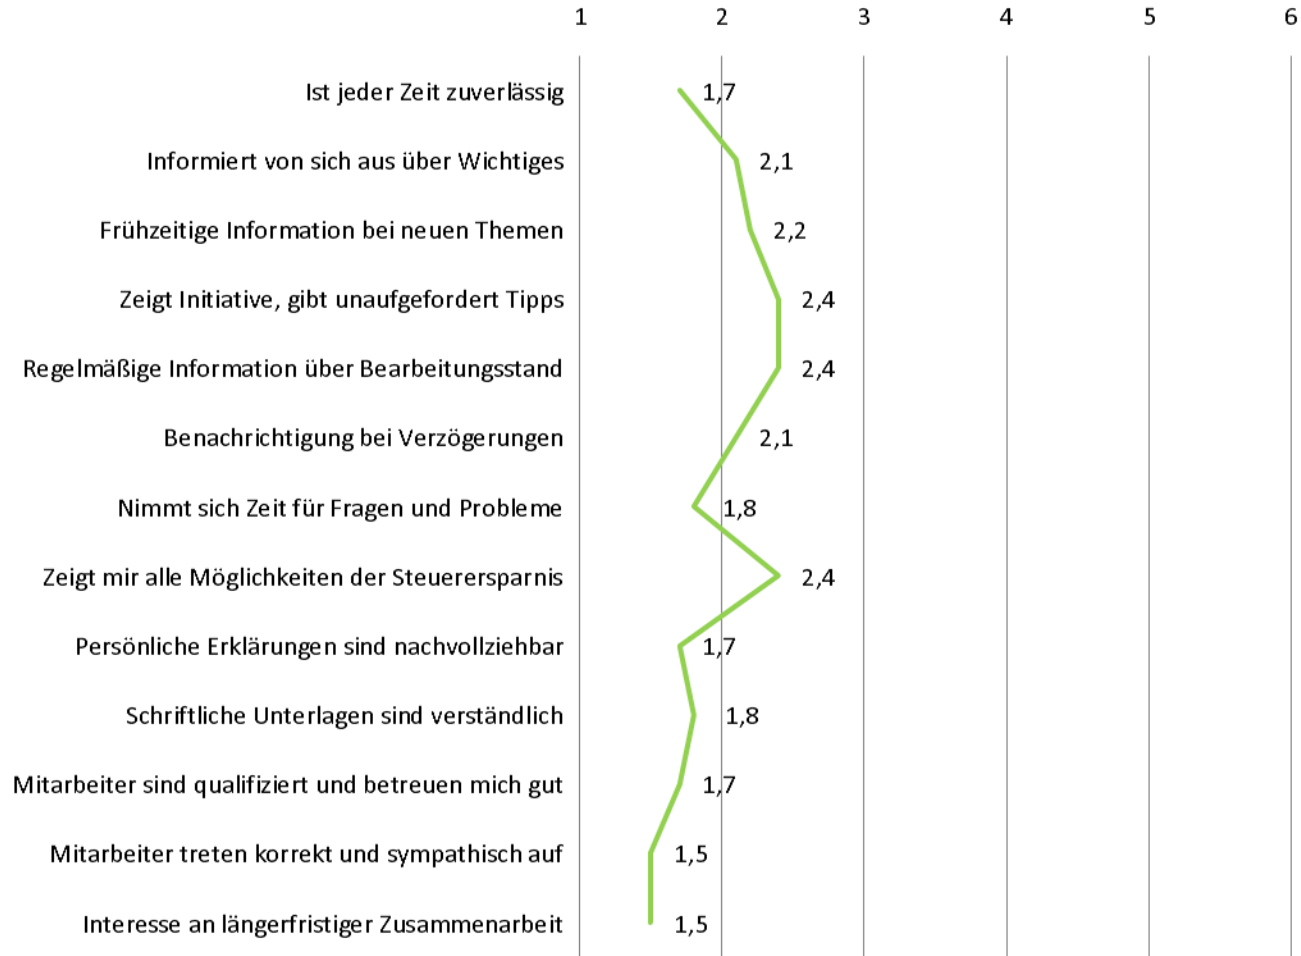 1 2 3 4 5 6
Ist jeder Zeit zuverlässig 1,7
Informiert von sich aus über Wichtiges 2,1
Frühzeitige Information bei neuen Themen 2,2
Zeigt Initiative, gibt unaufgefordert Tipps 2,4
Regelmäßige Information über Bearbeitungsstand 2,4
Benachrichtigung bei Verzögerungen 2,1
Nimmt sich Zeit für Fragen und Probleme 1,8
Zeigt mir alle Möglichkeiten der Steuerersparnis 2,4
Persönliche Erklärungen sind nachvollziehbar 1,7
Schriftliche Unterlagen sind verständlich 1,8
Mitarbeiter sind qualifiziert und betreuen mich gut 1,7
Mitarbeiter treten korrekt und sympathisch auf 1,5
Interesse an längerfristiger Zusammenarbeit 1,5